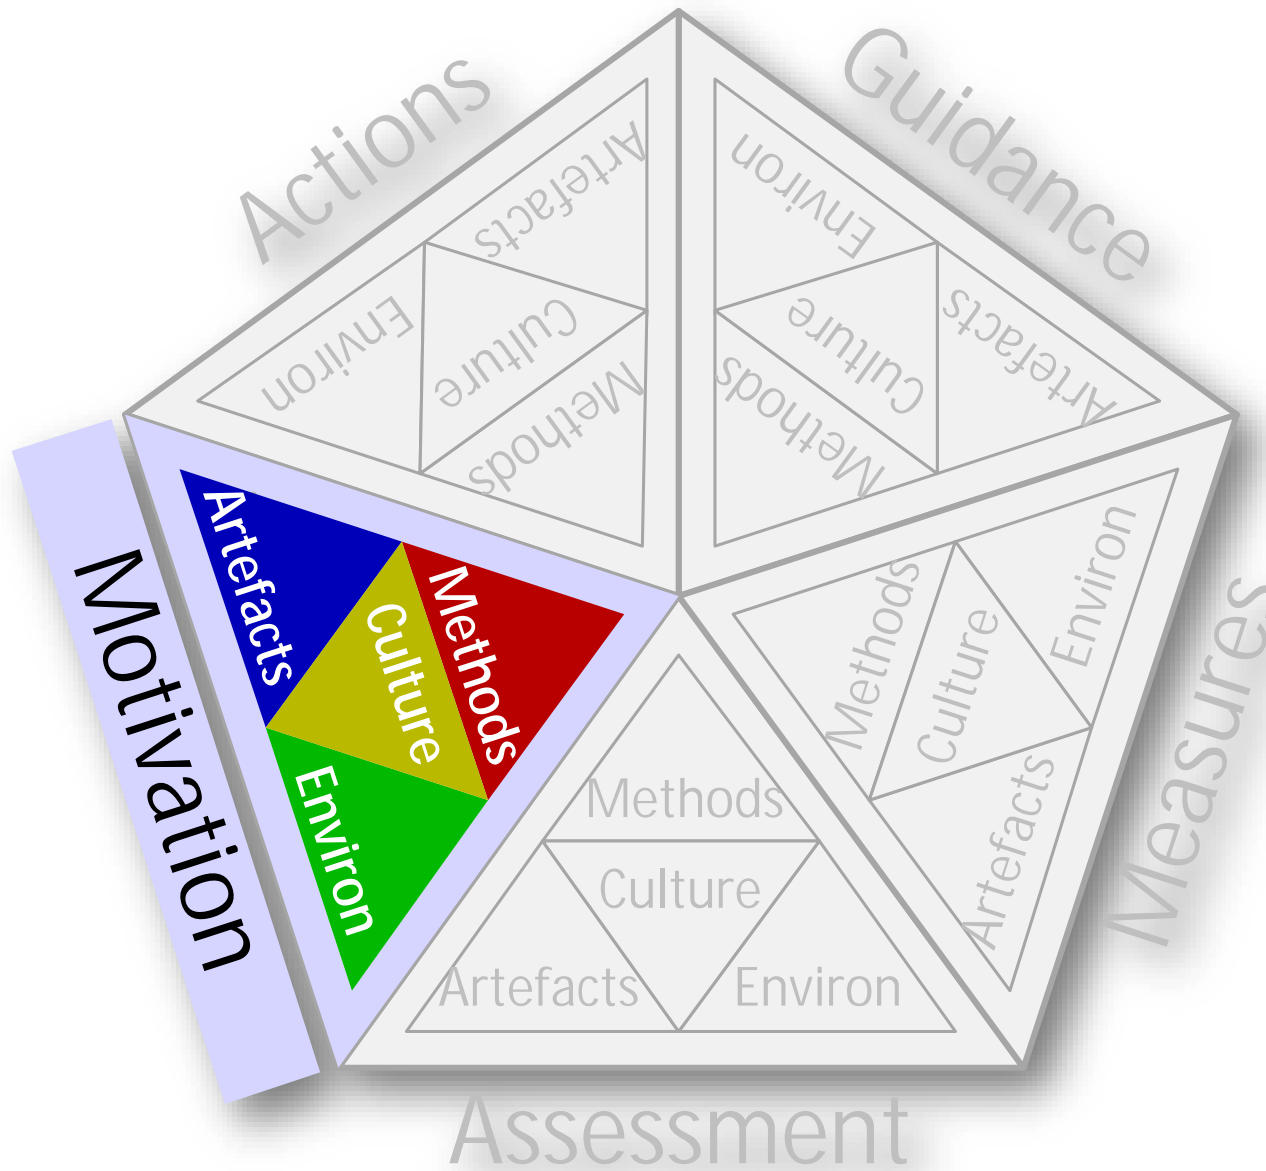 Actions
Artefacts
Environ
Culture
Methods
Guidance
Environ
Culture
Artefacts
Methods
Motivation
Artefacts
Culture
Methods
Environ
Measures
Methods
Culture
Environ
Artefacts
Methods
Culture
Artefacts
Environ
Assessment